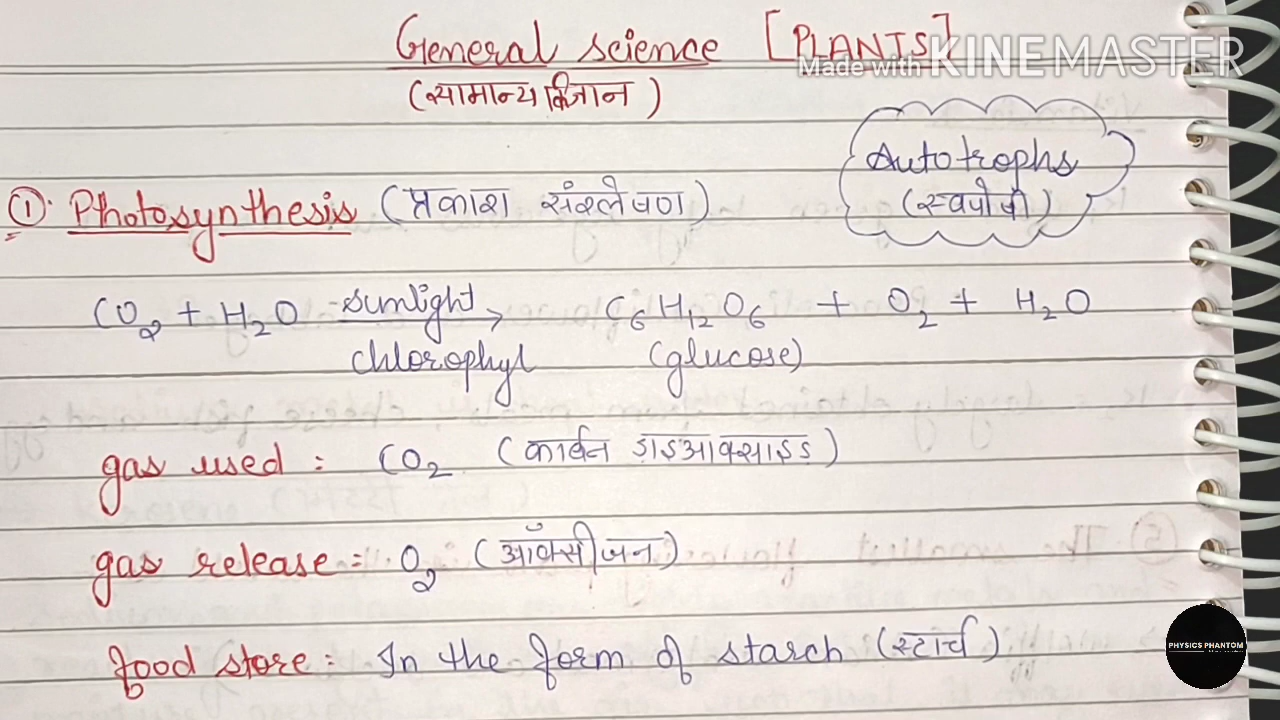 General science [PLANTS]
Made with KINEMASTER
(सामान्य विज्ञान)
Autotrophs
(स्वपोषी)
①. Photosynthesis (प्रकाश संश्लेषण)
CO₂ + H₂O sunlight → C₆H₁₂O₆ + O₂ + H₂O
chlorophyl (glucose)
gas used : CO₂ (कार्बन डाइआक्साइड)
gas release : O₂ (ऑक्सीजन)
food store : In the form of starch (स्टार्च)
PHYSICS PHANTOM